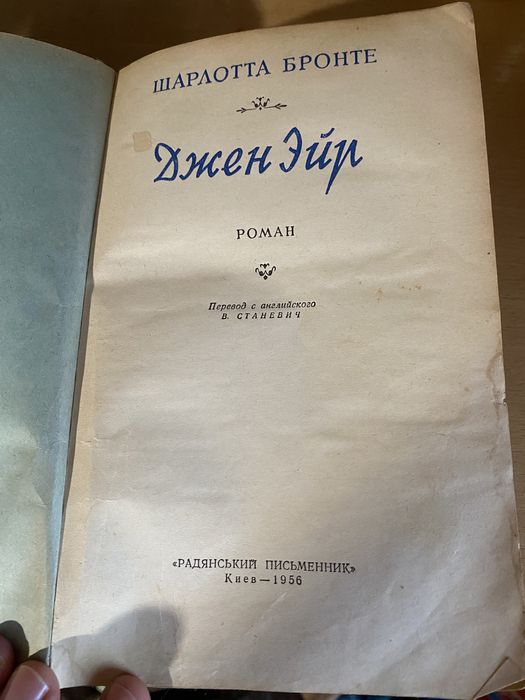 ШАРЛОТТА БРОНТЕ
Джен Эйр
РОМАН
Перевод с английского
В. СТАНЕВИЧ
«РАДЯНСЬКИЙ ПИСЬМЕННИК»
Киев—1956